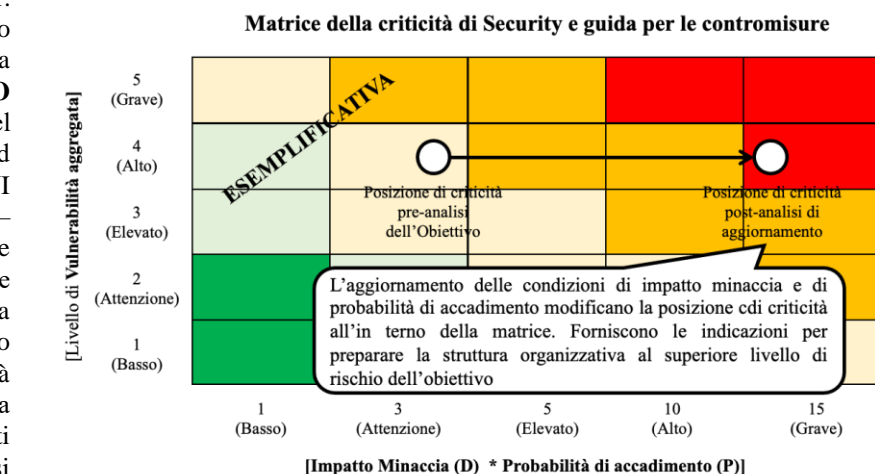 Matrice della criticità di Security e guida per le contromisure
[Livello di Vulnerabilità aggregata]
5
(Grave)
4
(Alto)
3
(Elevato)
2
(Attenzione)
1
(Basso)
ESEMPLIFICATIVA
Posizione di criticità
pre-analisi
dell'Obiettivo
Posizione di criticità
post-analisi di
aggiornamento
L'aggiornamento delle condizioni di impatto minaccia e di
probabilità di accadimento modificano la posizione cdi criticità
all'in terno della matrice. Forniscono le indicazioni per
preparare la struttura organizzativa al superiore livello di
rischio dell'obiettivo
1
(Basso)
3
(Attenzione)
5
(Elevato)
10
(Alto)
15
(Grave)
[Impatto Minaccia (D) * Probabilità di accadimento (P)]